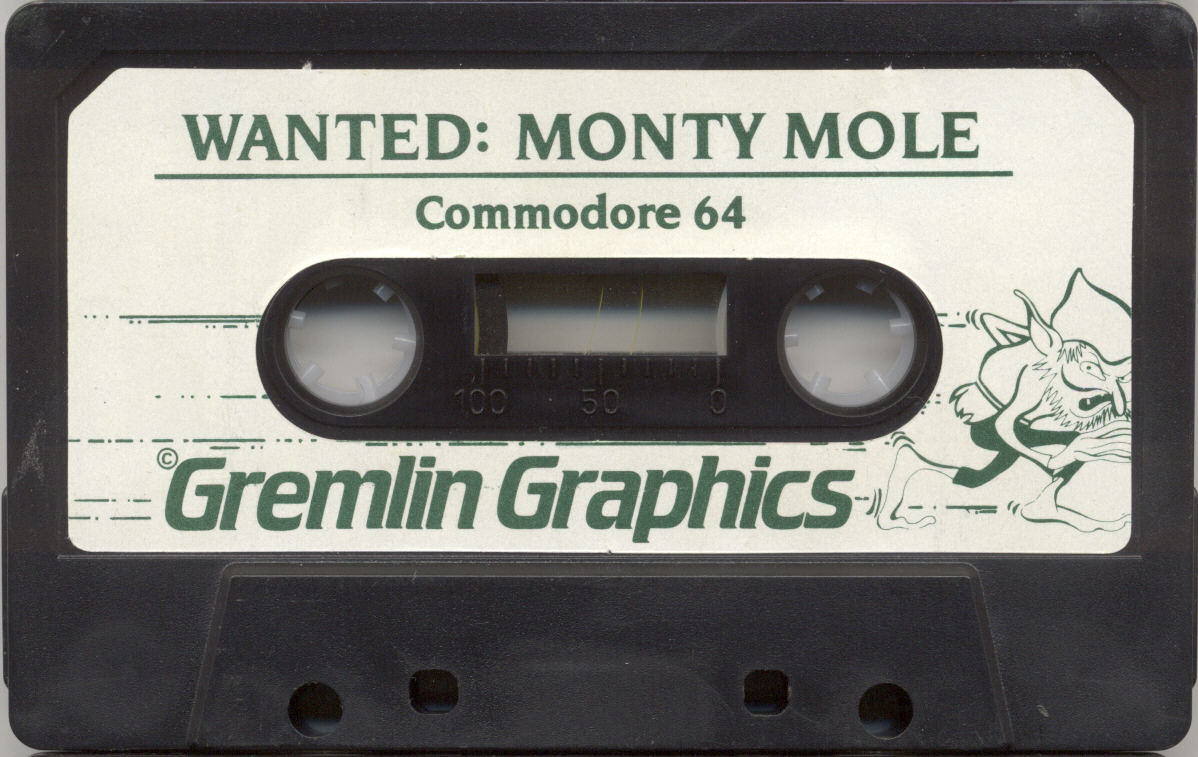 WANTED: MONTY MOLE
Commodore 64
100 50 0
©Gremlin Graphics